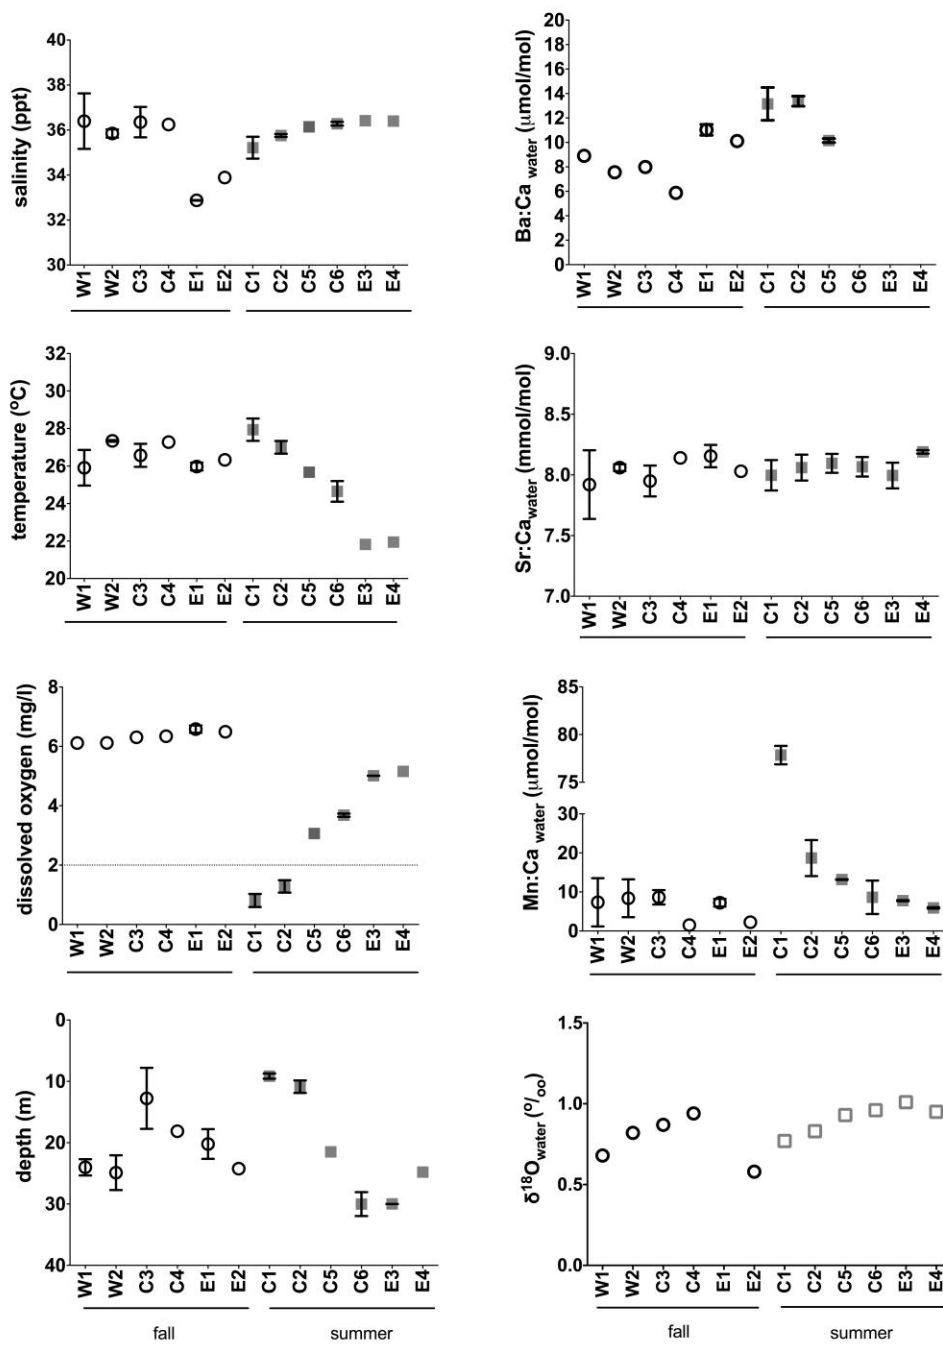 salinity (ppt)
40
38
36
34
32
30
W1 W2 C3 C4 E1 E2 C1 C2 C5 C6 E3 E4
Ba:Ca water (μmol/mol)
20
18
16
14
12
10
8
6
4
2
0
W1 W2 C3 C4 E1 E2 C1 C2 C5 C6 E3 E4
temperature (ºC)
32
30
28
26
24
22
20
W1 W2 C3 C4 E1 E2 C1 C2 C5 C6 E3 E4
Sr:Cawater (mmol/mol)
9.0
8.5
8.0
7.5
7.0
W1 W2 C3 C4 E1 E2 C1 C2 C5 C6 E3 E4
dissolved oxygen (mg/l)
8
6
4
2
0
W1 W2 C3 C4 E1 E2 C1 C2 C5 C6 E3 E4
Mn:Ca water (μmol/mol)
85
80
75
30
20
10
0
W1 W2 C3 C4 E1 E2 C1 C2 C5 C6 E3 E4
depth (m)
0
10
20
30
40
W1 W2 C3 C4 E1 E2 C1 C2 C5 C6 E3 E4
fall summer
δ18Owater (º/oo)
1.5
1.0
0.5
0.0
W1 W2 C3 C4 E1 E2 C1 C2 C5 C6 E3 E4
fall summer